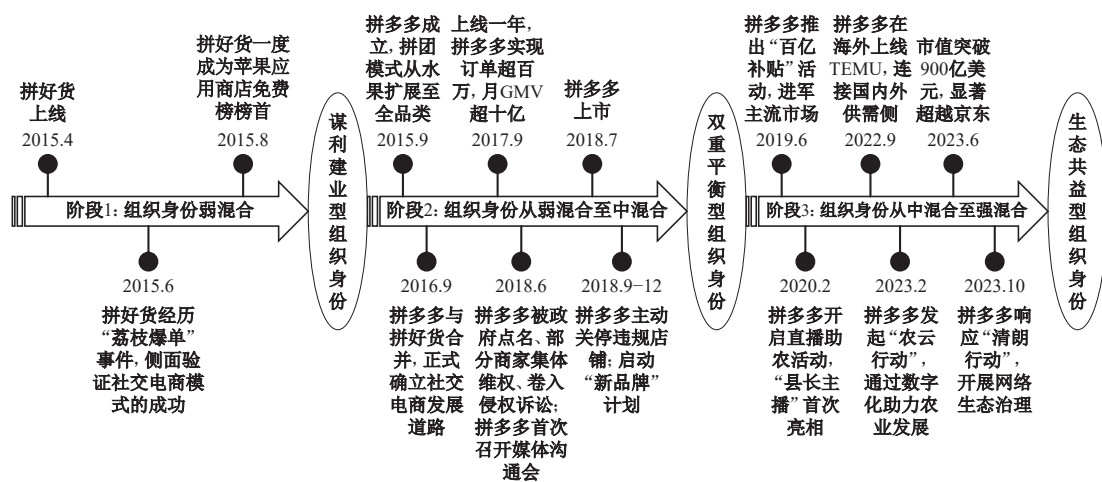 拼好货
上线
2015.4
拼好货一度
成为苹果应
用商店免费
榜榜首
2015.8
阶段1：组织身份弱混合
2015.6
拼好货经历
“荔枝爆单”
事件，侧面验
证社交电商模
式的成功
谋利建业型组织身份
拼多多成
立，拼团
模式从水
果扩展至
全品类
2015.9
上线一年，
拼多多实现
订单超百
万，月GMV
超十亿
2017.9
拼多多
上市
2018.7
阶段2：组织身份从弱混合至中混合
2016.9
拼多多与
拼好货合
并，正式
确立社交
电商发展
道路
2018.6
拼多多被政
府点名、部
分商家集体
维权、卷入
侵权诉讼；
拼多多首次
召开媒体沟
通会
2018.9−12
拼多多主动
关停违规店
铺；启动
“新品牌”
计划
双重平衡型组织身份
拼多多推
出“百亿
补贴”活
动，进军
主流市场
2019.6
拼多多在
海外上线
TEMU，连
接国内外
供需侧
2022.9
市值突破
900亿美
元，显著
超越京东
2023.6
阶段3：组织身份从中混合至强混合
2020.2
拼多多开
启直播助
农活动，
“县长主
播”首次
亮相
2023.2
拼多多发
起“农云
行动”，
通过数字
化助力农
业发展
2023.10
拼多多响
应“清朗
行动”，
开展网络
生态治理
生态共益型组织身份